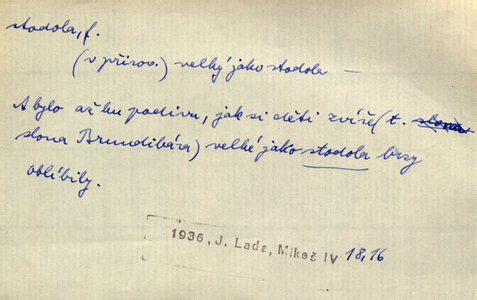 stodola, f.
(v přirov.) velký jako stodola —
A bylo až ku podivu, jak si děti zvíře (t. slona
slona Brundibára) velké jako stodola brzy
oblíbily.
1936, J. Lada, Mikeš IV 18,16